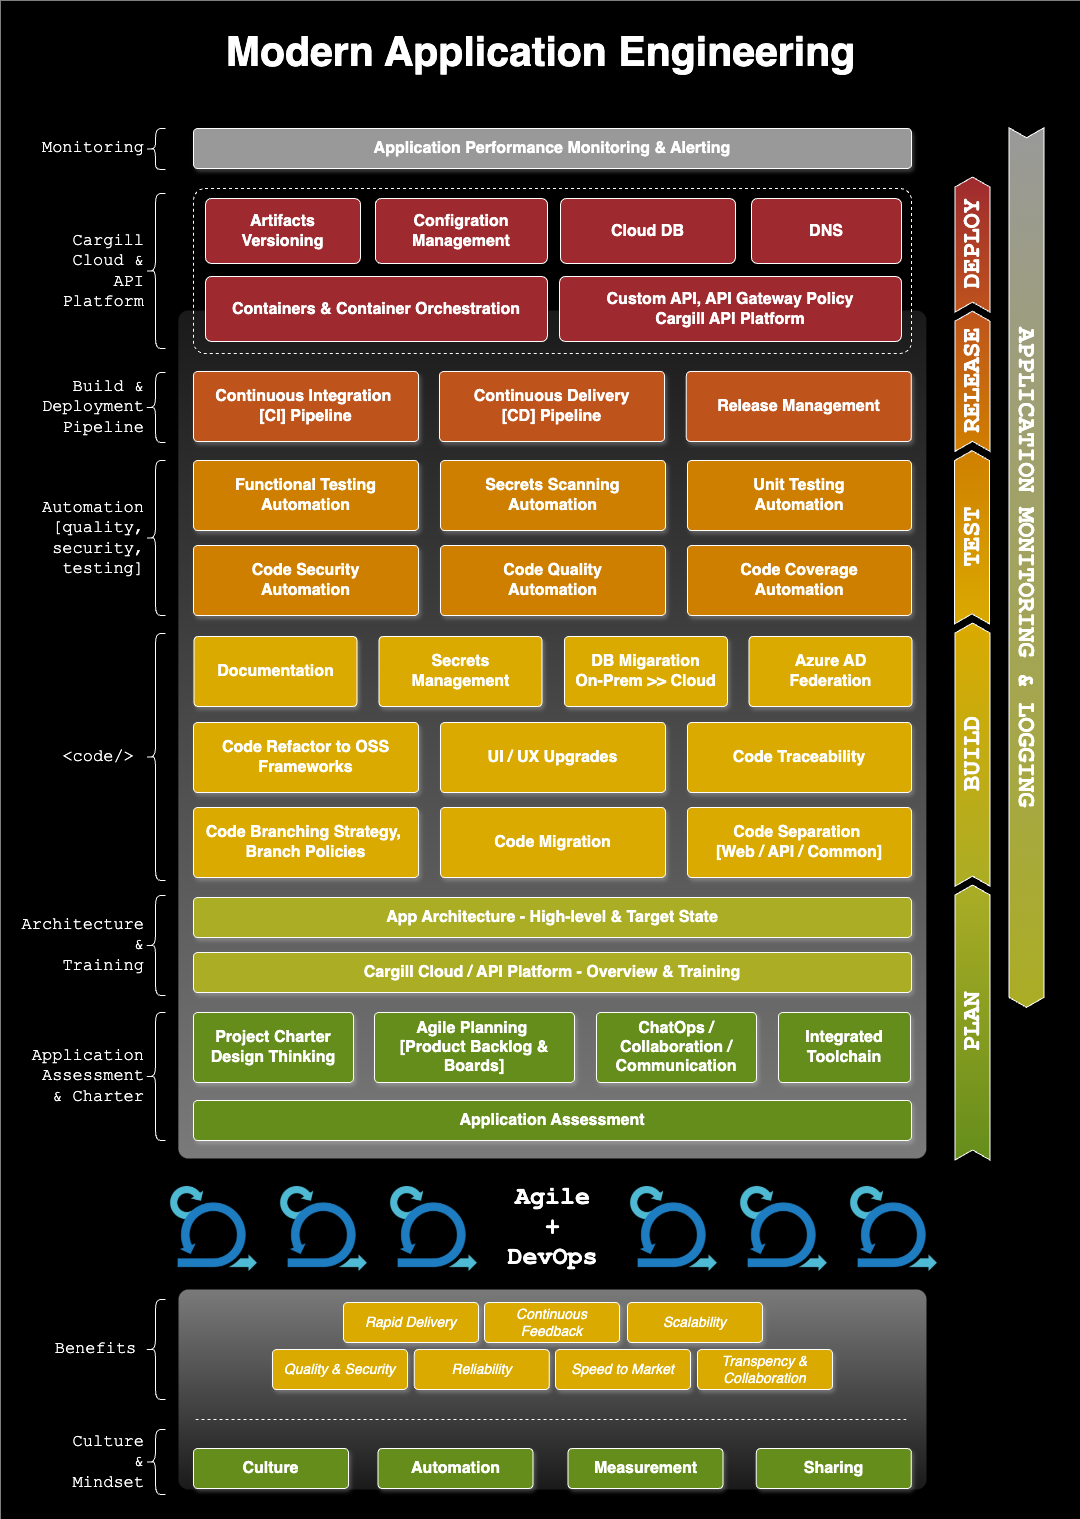 Modern Application Engineering
Monitoring
Application Performance Monitoring & Alerting
Cargill
Cloud &
API
Platform
Artifacts
Versioning
Configration
Management
Cloud DB
DNS
Containers & Container Orchestration
Custom API, API Gateway Policy
Cargill API Platform
Build &
Deployment
Pipeline
Continuous Integration
[CI] Pipeline
Continuous Delivery
[CD] Pipeline
Release Management
Automation
[quality,
security,
testing]
Functional Testing
Automation
Secrets Scanning
Automation
Unit Testing
Automation
Code Security
Automation
Code Quality
Automation
Code Coverage
Automation
<code/>
Documentation
Secrets
Management
DB Migaration
On-Prem >> Cloud
Azure AD
Federation
Code Refactor to OSS
Frameworks
UI / UX Upgrades
Code Traceability
Code Branching Strategy,
Branch Policies
Code Migration
Code Separation
[Web / API / Common]
Architecture
&
Training
App Architecture - High-level & Target State
Cargill Cloud / API Platform - Overview & Training
Application
Assessment
& Charter
Project Charter
Design Thinking
Agile Planning
[Product Backlog &
Boards]
ChatOps /
Collaboration /
Communication
Integrated
Toolchain
Application Assessment
DEPLOY
RELEASE
TEST
BUILD
PLAN
APPLICATION MONITORING & LOGGING
Agile
+
DevOps
Benefits
Rapid Delivery
Continuous
Feedback
Scalability
Quality & Security
Reliability
Speed to Market
Transpency &
Collaboration
Culture
&
Mindset
Culture
Automation
Measurement
Sharing